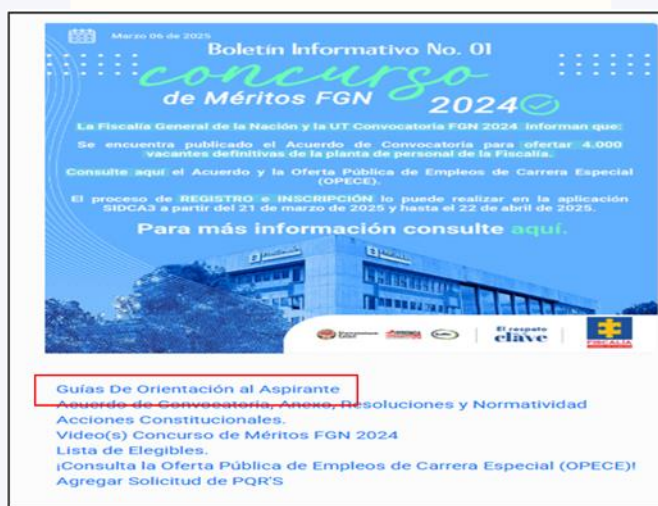 Marzo 06 de 2025
Boletín Informativo No. 01
concurso
de Méritos FGN 2024
La Fiscalía General de la Nación y la UT Convocatoria FGN 2024 informan que:
Se encuentra publicado el Acuerdo de Convocatoria para ofertar 4.000
vacantes definitivas de la planta de personal de la Fiscalía.
Consulte aquí el Acuerdo y la Oferta Pública de Empleos de Carrera Especial
(OPECE).
El proceso de REGISTRO e INSCRIPCIÓN lo puede realizar en la aplicación
SIDCA3 a partir del 21 de marzo de 2025 y hasta el 22 de abril de 2025.
Para más información consulte aquí.
El respeto
clave
FISCALÍA
Guías De Orientación al Aspirante
Acuerdo de Convocatoria, Anexo, Resoluciones y Normatividad
Acciones Constitucionales.
Video(s) Concurso de Méritos FGN 2024
Lista de Elegibles.
¡Consulta la Oferta Pública de Empleos de Carrera Especial (OPECE)!
Agregar Solicitud de PQR'S